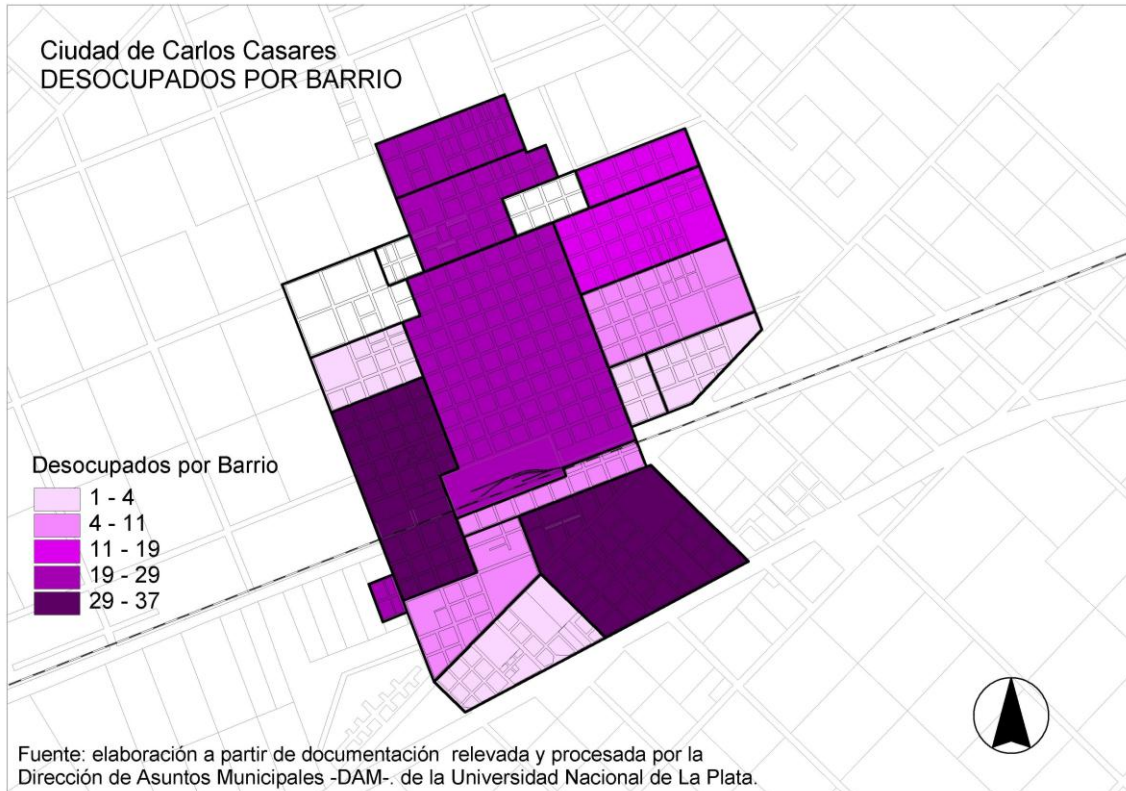 Ciudad de Carlos Casares
DESOCUPADOS POR BARRIO
Desocupados por Barrio
1 - 4
4 - 11
11 - 19
19 - 29
29 - 37
Fuente: elaboración a partir de documentación relevada y procesada por la
Dirección de Asuntos Municipales -DAM-. de la Universidad Nacional de La Plata.